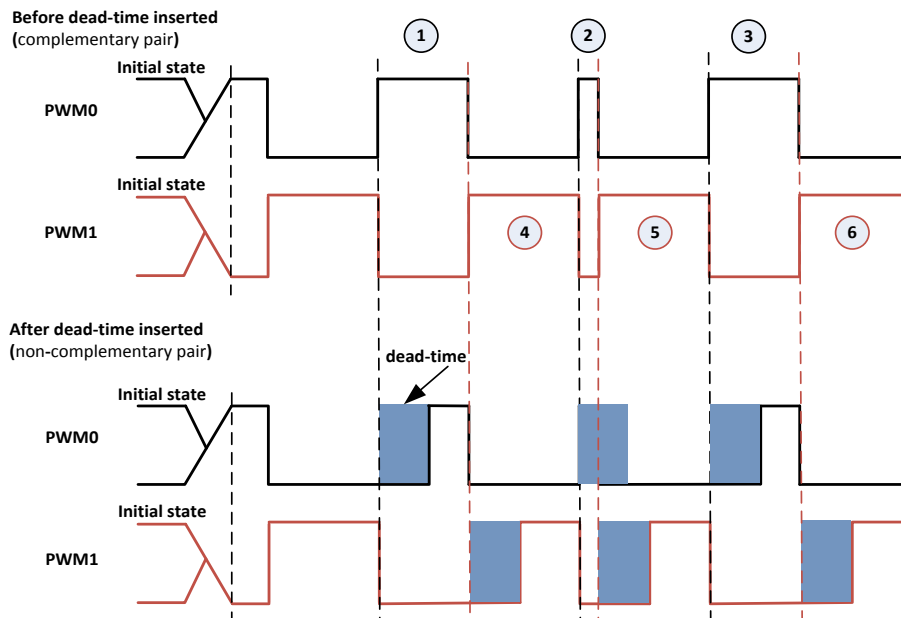 Before dead-time inserted
(complementary pair)
1
2
3
Initial state
PWM0
Initial state
PWM1
4
5
6
After dead-time inserted
(non-complementary pair)
dead-time
Initial state
PWM0
Initial state
PWM1